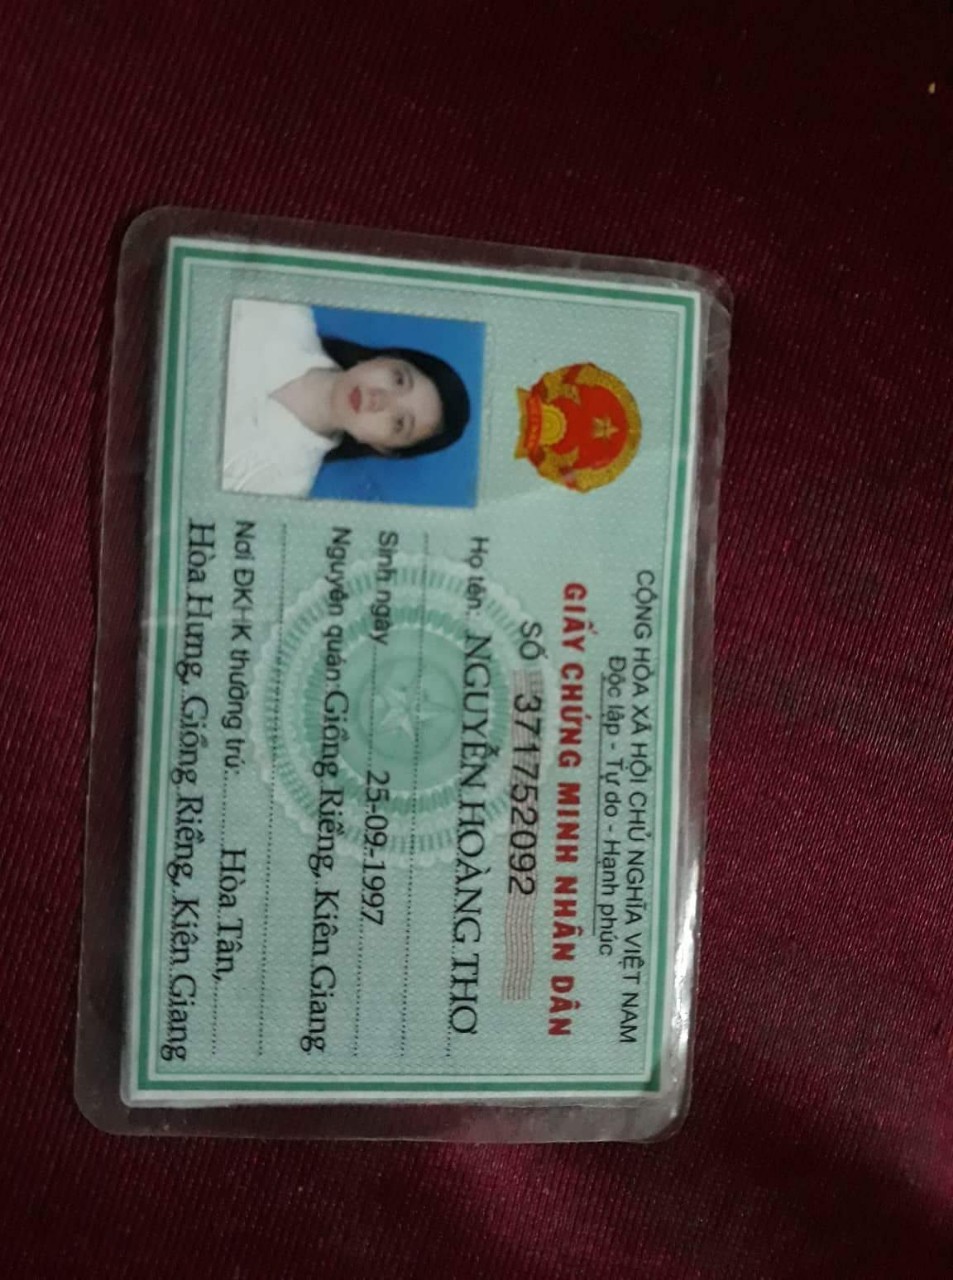 CỘNG HÒA XÃ HỘI CHỦ NGHĨA VIỆT NAM
Độc lập - Tự do - Hạnh phúc
GIẤY CHỨNG MINH NHÂN DÂN
SỐ 371752092
Họ tên: NGUYỄN HOÀNG THƠ
Sinh ngày 25-09-1997
Nguyên quán: Giồng Riềng, Kiên Giang
Nơi ĐKHK thường trú: Hòa Tân,
Hòa Hưng, Giồng Riềng, Kiên Giang